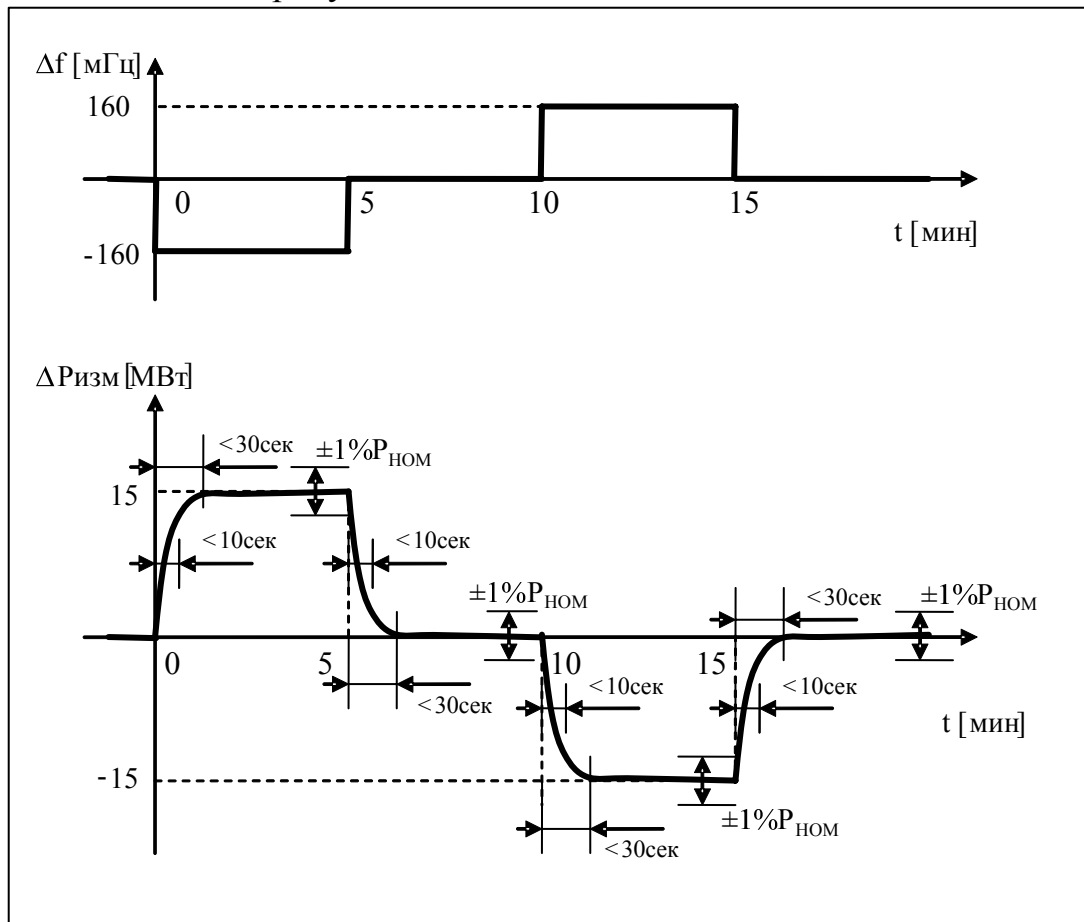 Δf [мГц]
160
0
5
10
15
t [мин]
-160
ΔРизм [МВт]
<30сек
±1%PНОМ
15
<10сек
<10сек
±1%PНОМ
<30сек
±1%PНОМ
0
5
10
15
<30сек
<10сек
<10сек
t [мин]
-15
±1%PНОМ
<30сек